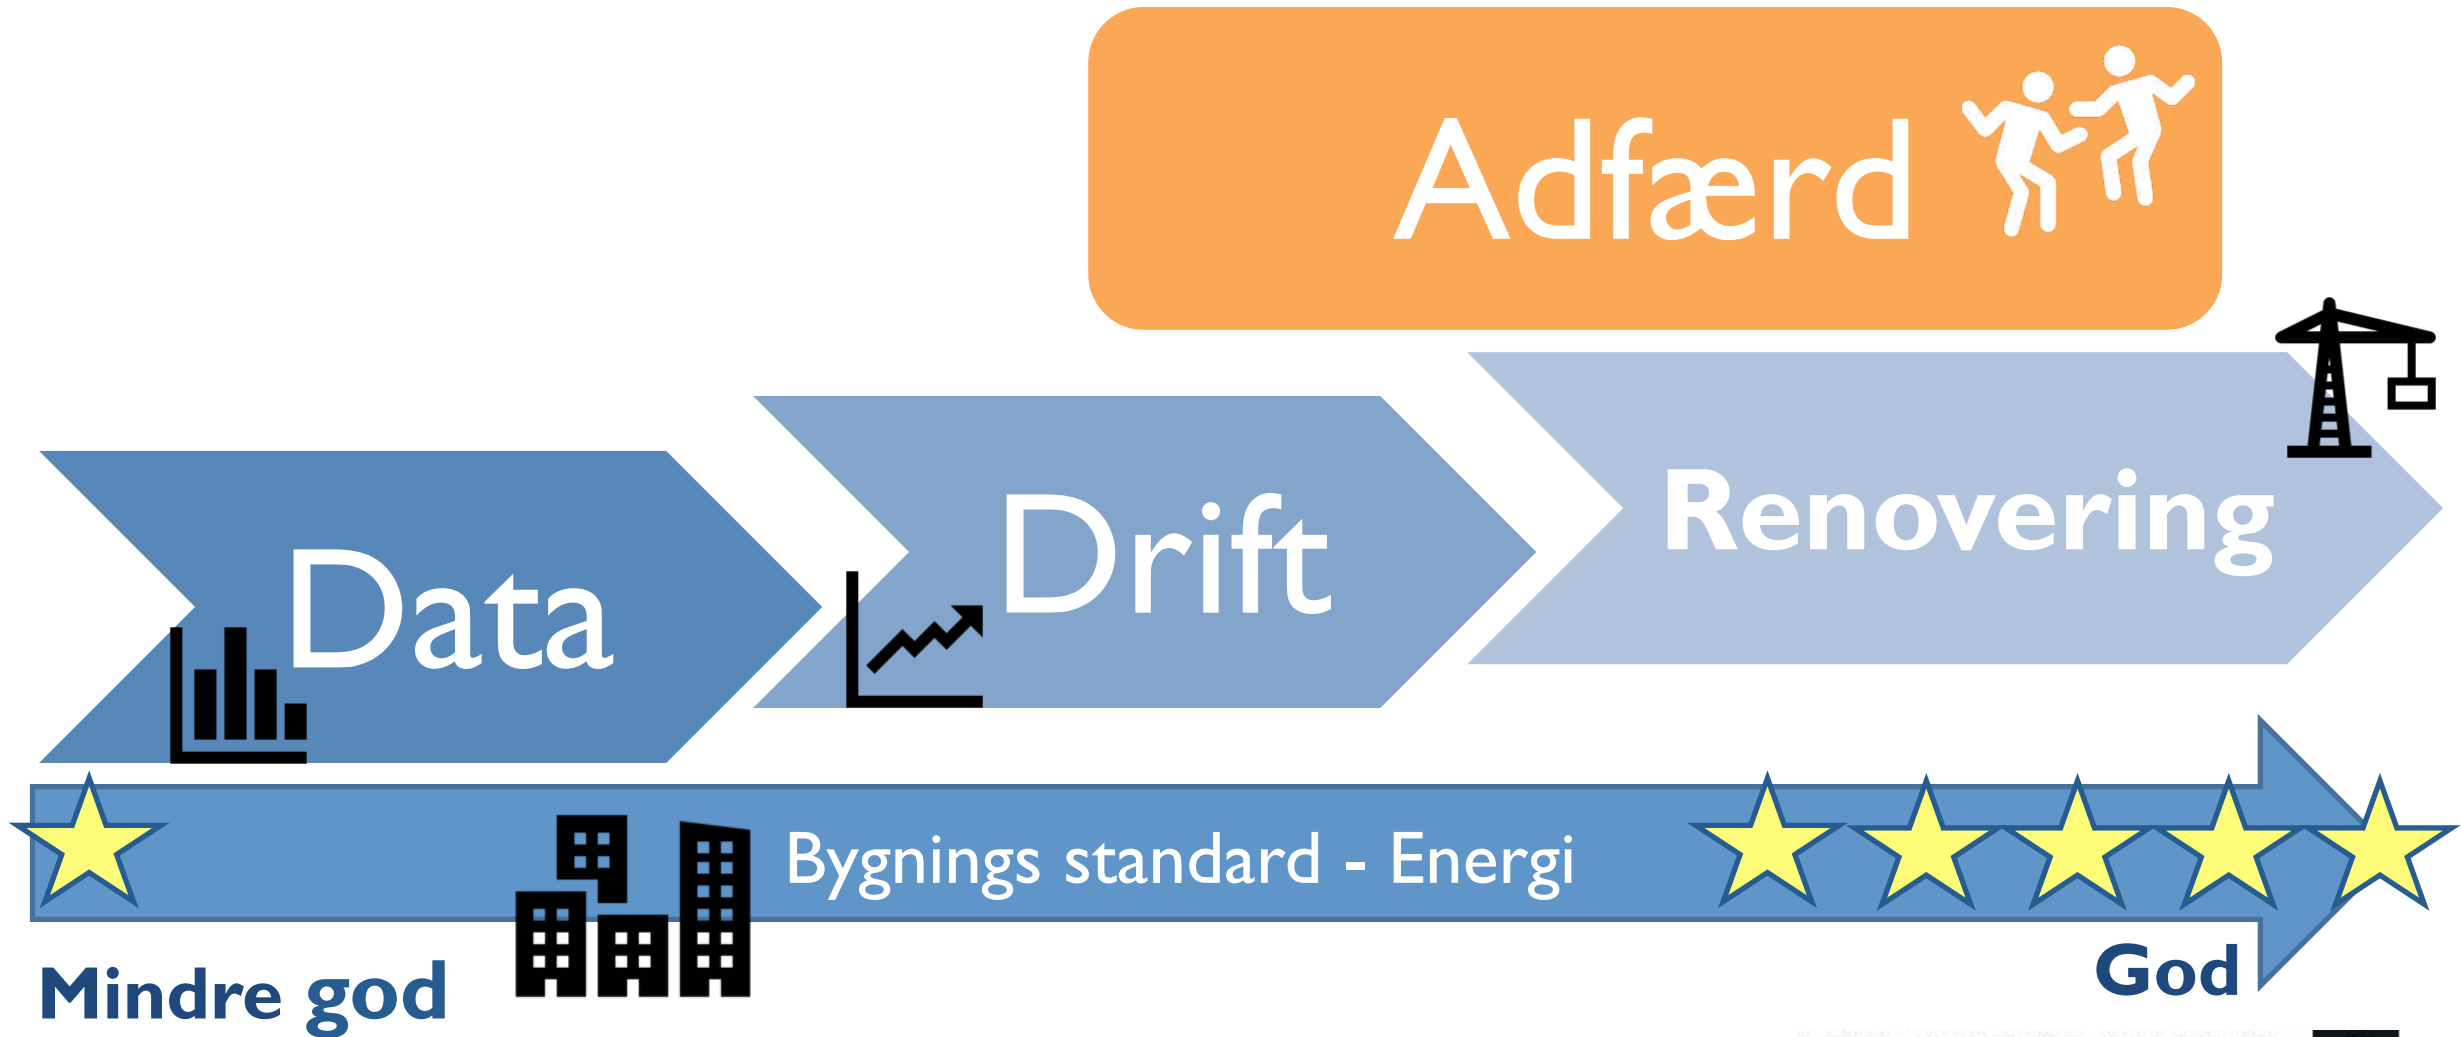 Adfærd
Data
Drift
Renovering
Bygnings standard - Energi
Mindre god
God